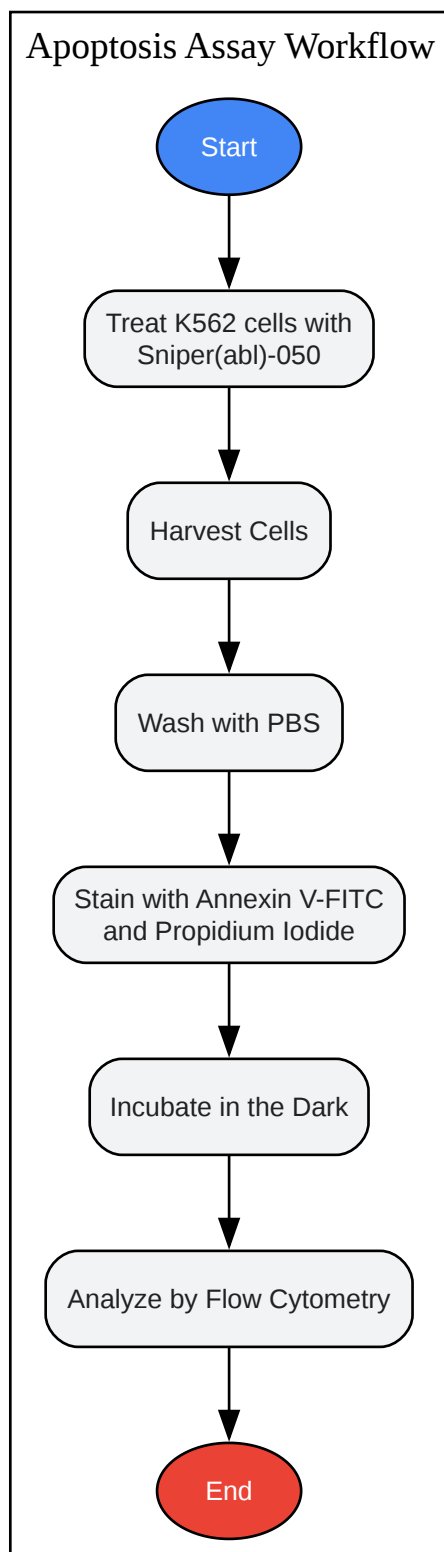 Apoptosis Assay Workflow
Start
Treat K562 cells with
Sniper(abl)-050
Harvest Cells
Wash with PBS
Stain with Annexin V-FITC
and Propidium Iodide
Incubate in the Dark
Analyze by Flow Cytometry
End